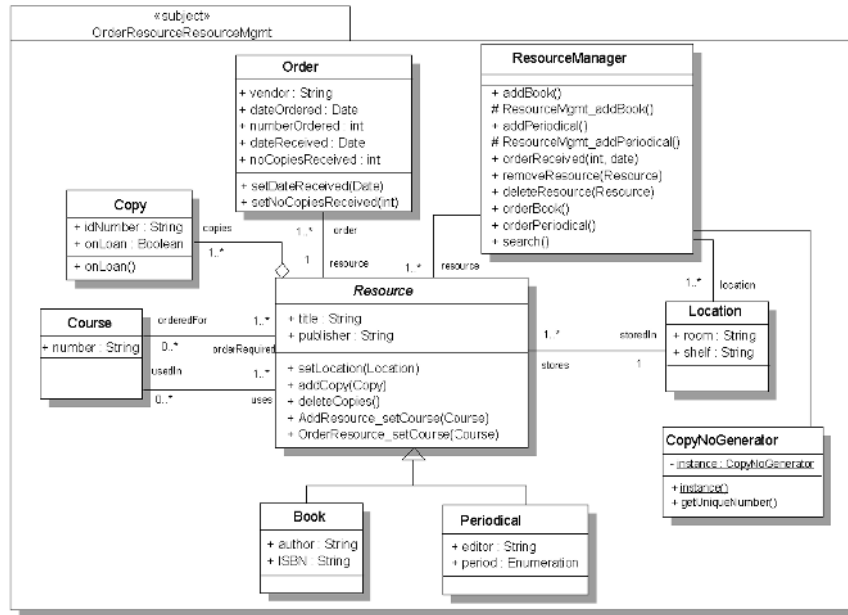 «subject»
OrderResourceResourceMgmt
Order
+ vendor : String
+ dateOrdered : Date
+ numberOrdered : int
+ dateReceived : Date
+ noCopiesReceived : int
+ setDateReceived(Date)
+ setNoCopiesReceived(int)
ResourceManager
+ addBook()
# ResourceMgmt_addBook()
+ addPeriodical()
# ResourceMgmt_addPeriodical()
+ orderReceived(int, date)
+ removeResource(Resource)
+ deleteResource(Resource)
+ orderBook()
+ orderPeriodical()
+ search()
Copy
+ idNumber : String
+ onLoan : Boolean
+ onLoan()
copies
1..*
1..*
order
1
resource
1..*
resource
1..*
location
Resource
+ title : String
+ publisher : String
+ setLocation(Location)
+ addCopy(Copy)
+ deleteCopies()
+ AddResource_setCourse(Course)
+ OrderResource_setCourse(Course)
Course
+ number : String
orderedFor
1..*
0..*
orderRequired
usedIn
1..*
0..*
uses
1..*
storedIn
stores
1
Location
+ room : String
+ shelf : String
CopyNoGenerator
- instance : CopyNoGenerator
+ instance()
+ getUniqueNumber()
Book
+ author : String
+ ISBN : String
Periodical
+ editor : String
+ period : Enumeration